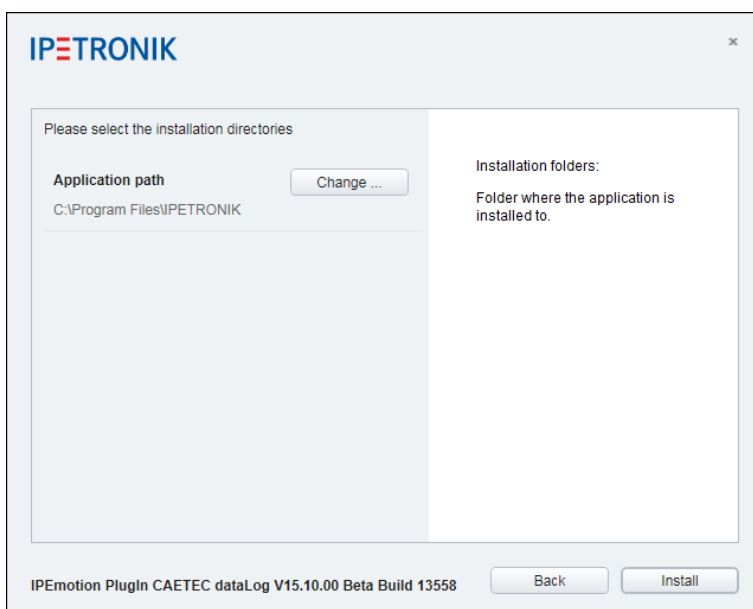 IPETRONIK
×
Please select the installation directories
Application path
Change ...
C:\Program Files\IPETRONIK
Installation folders:
Folder where the application is
installed to.
IPEmotion PlugIn CAETEC dataLog V15.10.00 Beta Build 13558
Back
Install